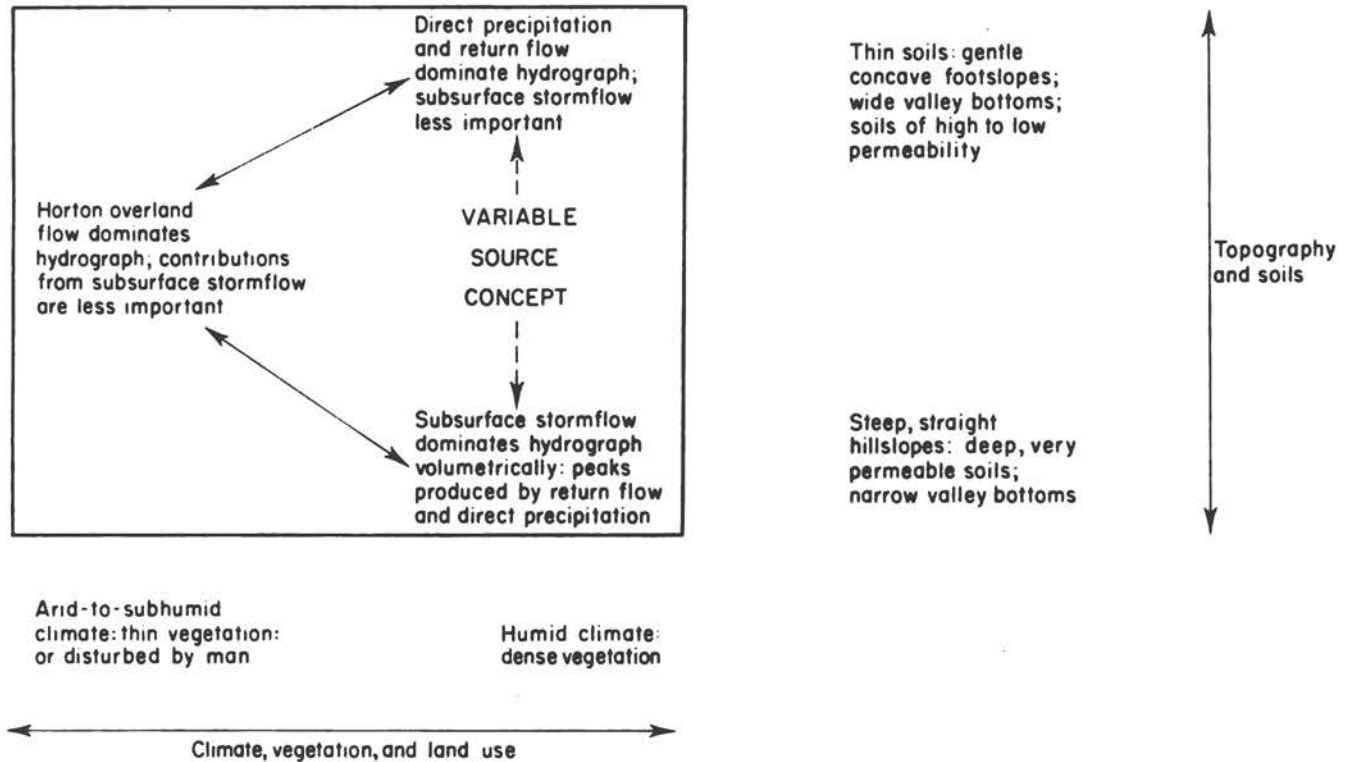 Direct precipitation
and return flow
dominate hydrograph;
subsurface stormflow
less important
Thin soils: gentle
concave footslopes;
wide valley bottoms;
soils of high to low
permeability
Horton overland
flow dominates
hydrograph; contributions
from subsurface stormflow
are less important
VARIABLE
SOURCE
CONCEPT
Topography
and soils
Subsurface stormflow
dominates hydrograph
volumetrically: peaks
produced by return flow
and direct precipitation
Steep, straight
hillslopes: deep, very
permeable soils;
narrow valley bottoms
Arid-to-subhumid
climate: thin vegetation:
or disturbed by man
Humid climate:
dense vegetation
Climate, vegetation, and land use